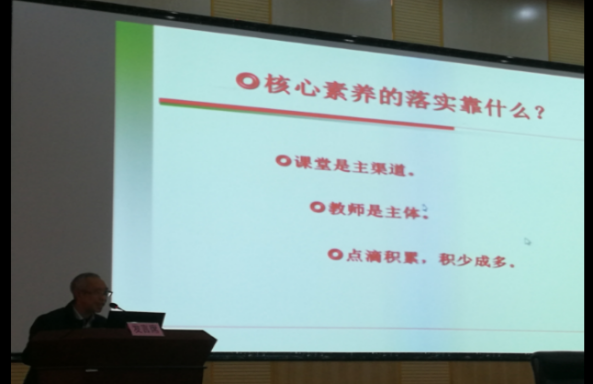 核心素养的落实靠什么？
课堂是主渠道。
教师是主体。
点滴积累，积少成多。